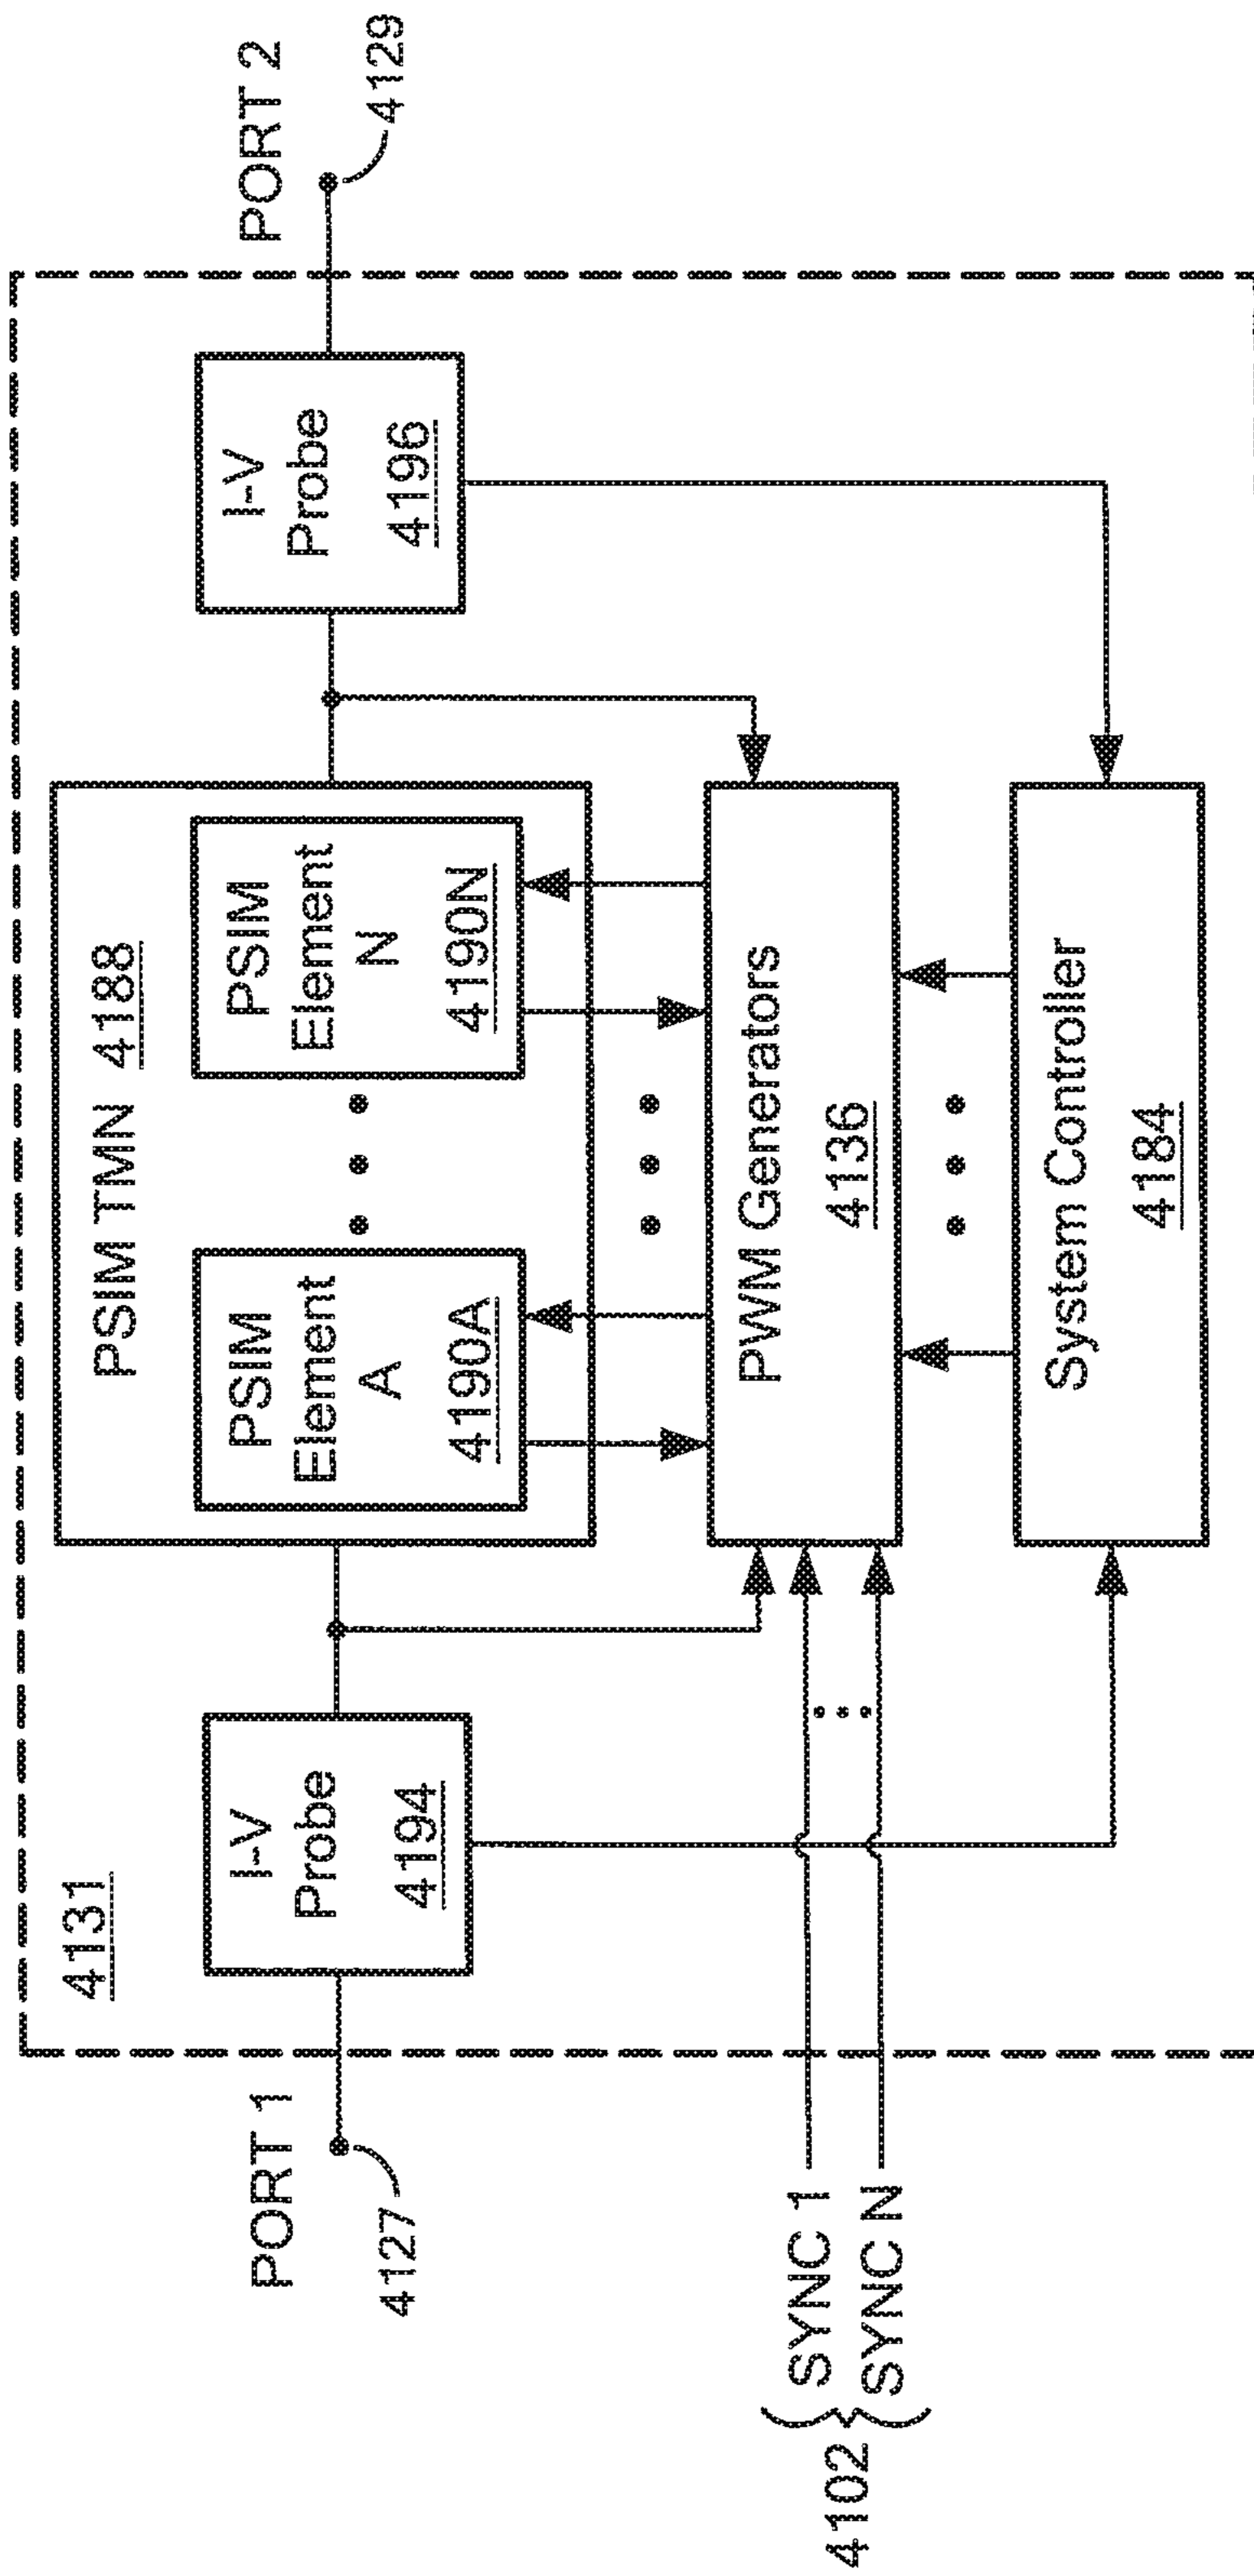 PORT 1
4127
4102
SYNC 1
SYNC N
4131
I-V
Probe
4194
PSIM TMN 4188
PSIM
Element
A
4190A
PSIM
Element
N
4190N
PWM Generators
4136
System Controller
4184
I-V
Probe
4196
PORT 2
4129